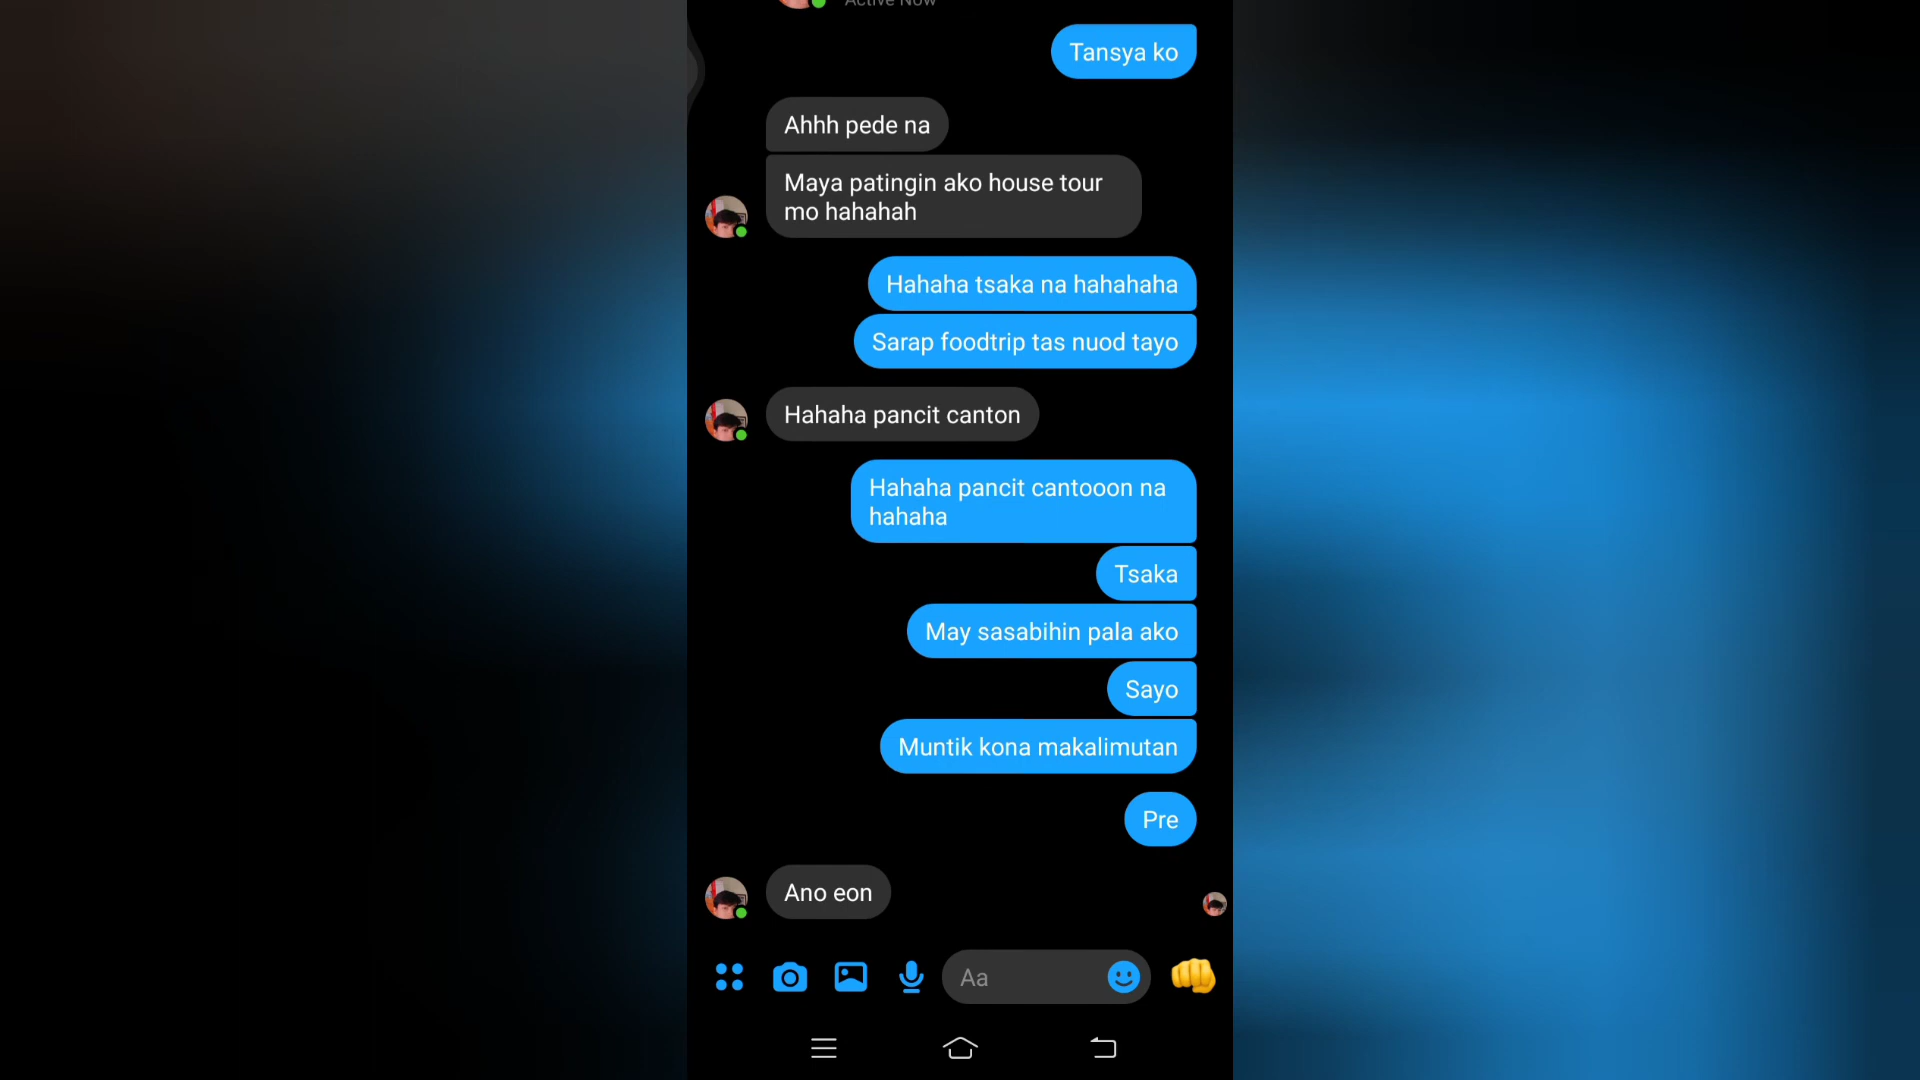 Active Now
Tansya ko
Ahhh pede na
Maya patingin ako house tour
mo hahahah
Hahaha tsaka na hahahaha
Sarap foodtrip tas nuod tayo
Hahaha pancit canton
Hahaha pancit cantooon na
hahaha
Tsaka
May sasabihin pala ako
Sayo
Muntik kona makalimutan
Pre
Ano eon
Aa